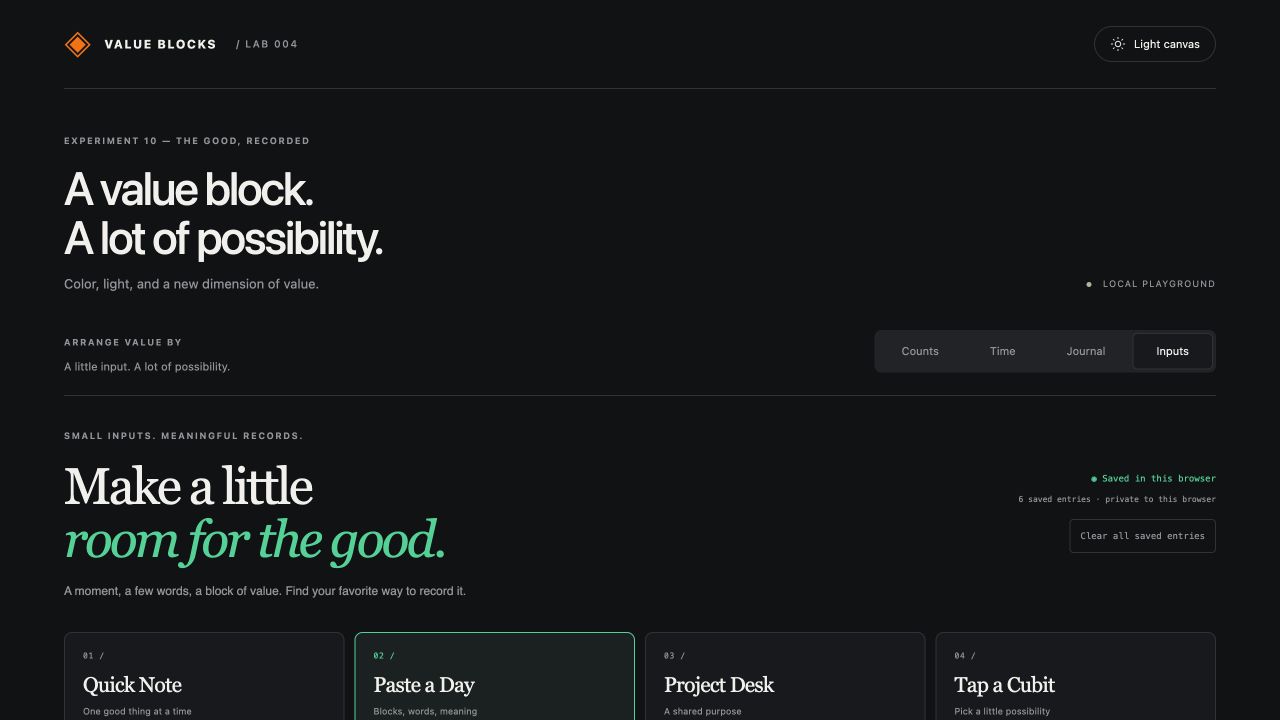 VALUE BLOCKS / LAB 004
Light canvas
EXPERIMENT 10 — THE GOOD, RECORDED
A value block.
A lot of possibility.
Color, light, and a new dimension of value.
LOCAL PLAYGROUND
ARRANGE VALUE BY
A little input. A lot of possibility.
Counts Time Journal Inputs
SMALL INPUTS. MEANINGFUL RECORDS.
Make a little
room for the good.
A moment, a few words, a block of value. Find your favorite way to record it.
Saved in this browser
6 saved entries · private to this browser
Clear all saved entries
01 /
Quick Note
One good thing at a time
02 /
Paste a Day
Blocks, words, meaning
03 /
Project Desk
A shared purpose
04 /
Tap a Cubit
Pick a little possibility